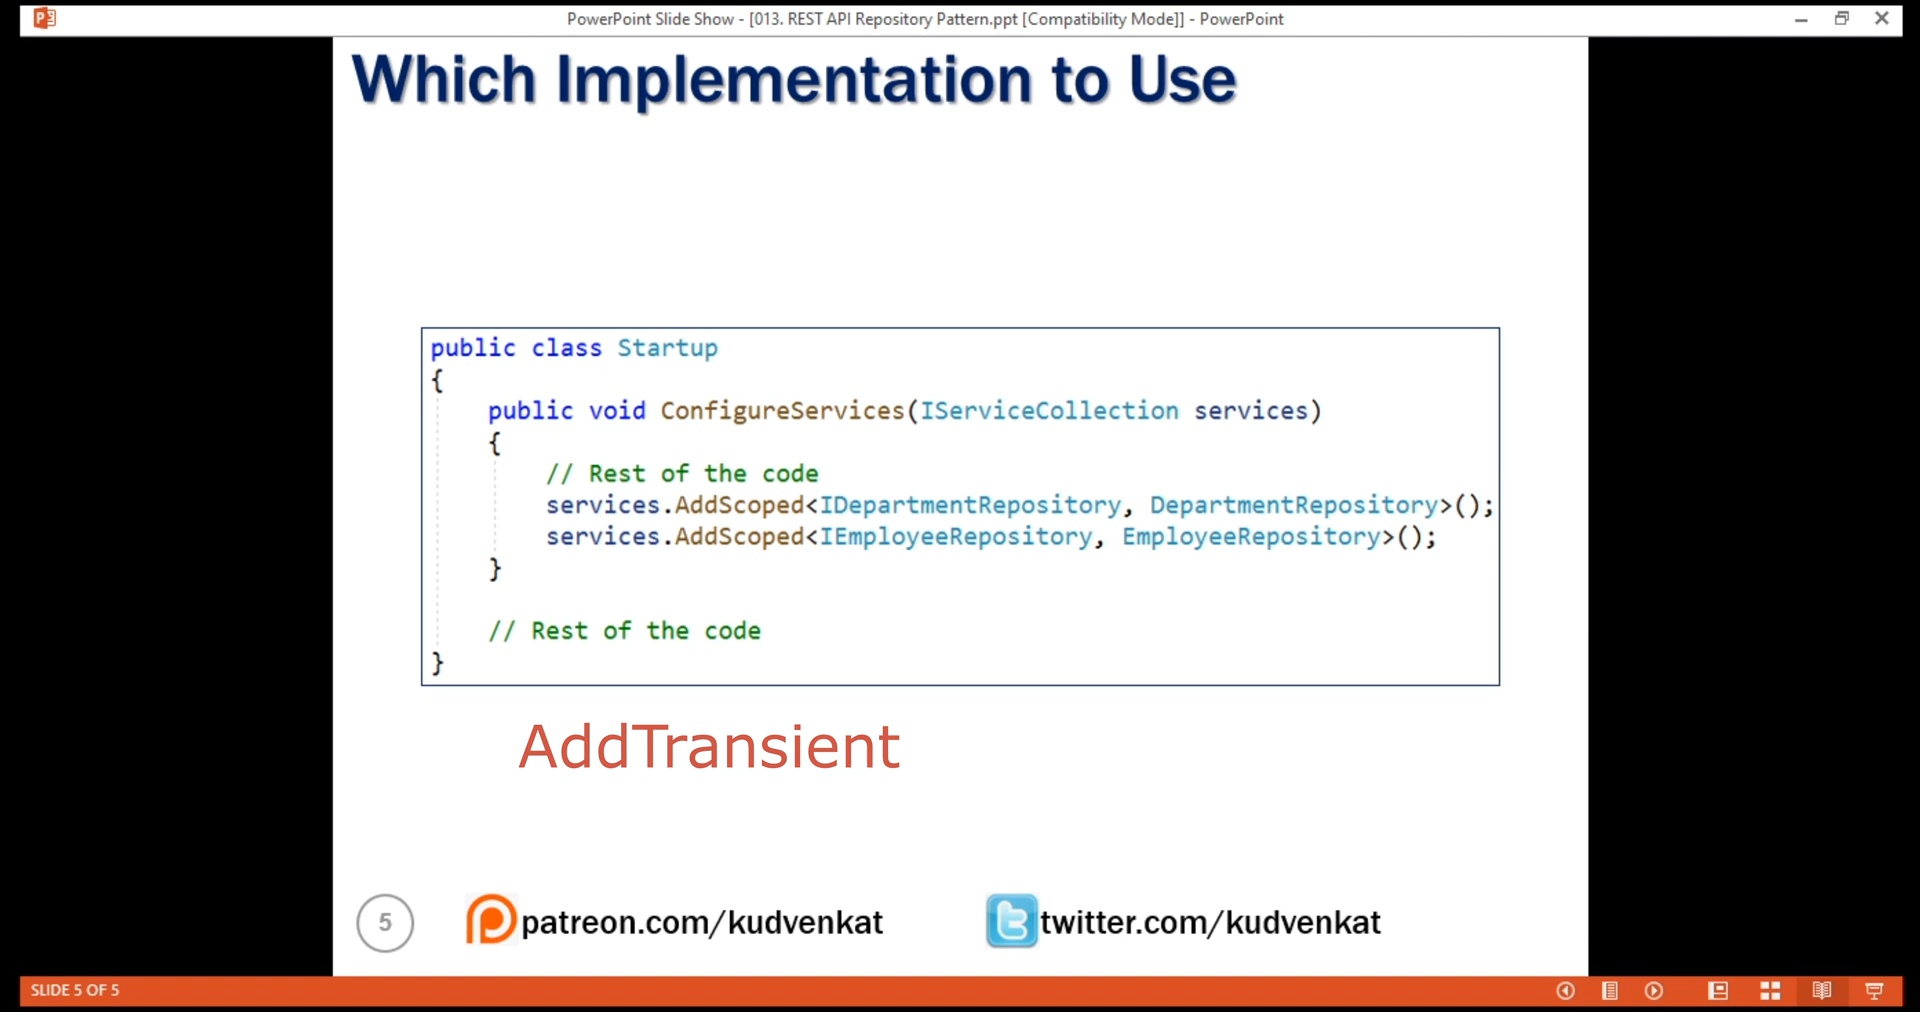 PowerPoint Slide Show - [013. REST API Repository Pattern.ppt [Compatibility Mode]] - PowerPoint
Which Implementation to Use
public class Startup
{
public void ConfigureServices(IServiceCollection services)
{
// Rest of the code
services.AddScoped<IDepartmentRepository, DepartmentRepository>();
services.AddScoped<IEmployeeRepository, EmployeeRepository>();
}
// Rest of the code
}
AddTransient
5 patreon.com/kudvenkat twitter.com/kudvenkat
SLIDE 5 OF 5